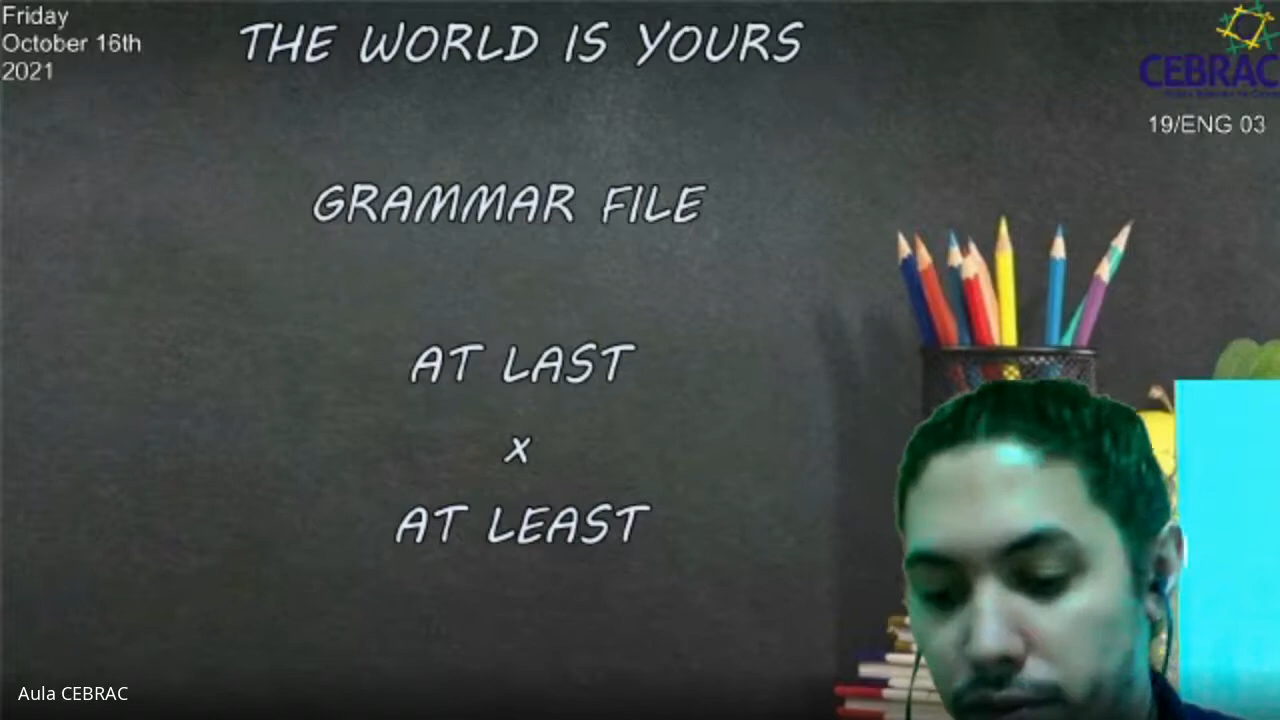 Friday
October 16th
2021
THE WORLD IS YOURS
CEBRAC
19/ENG 03
GRAMMAR FILE
AT LAST
x
AT LEAST
Aula CEBRAC